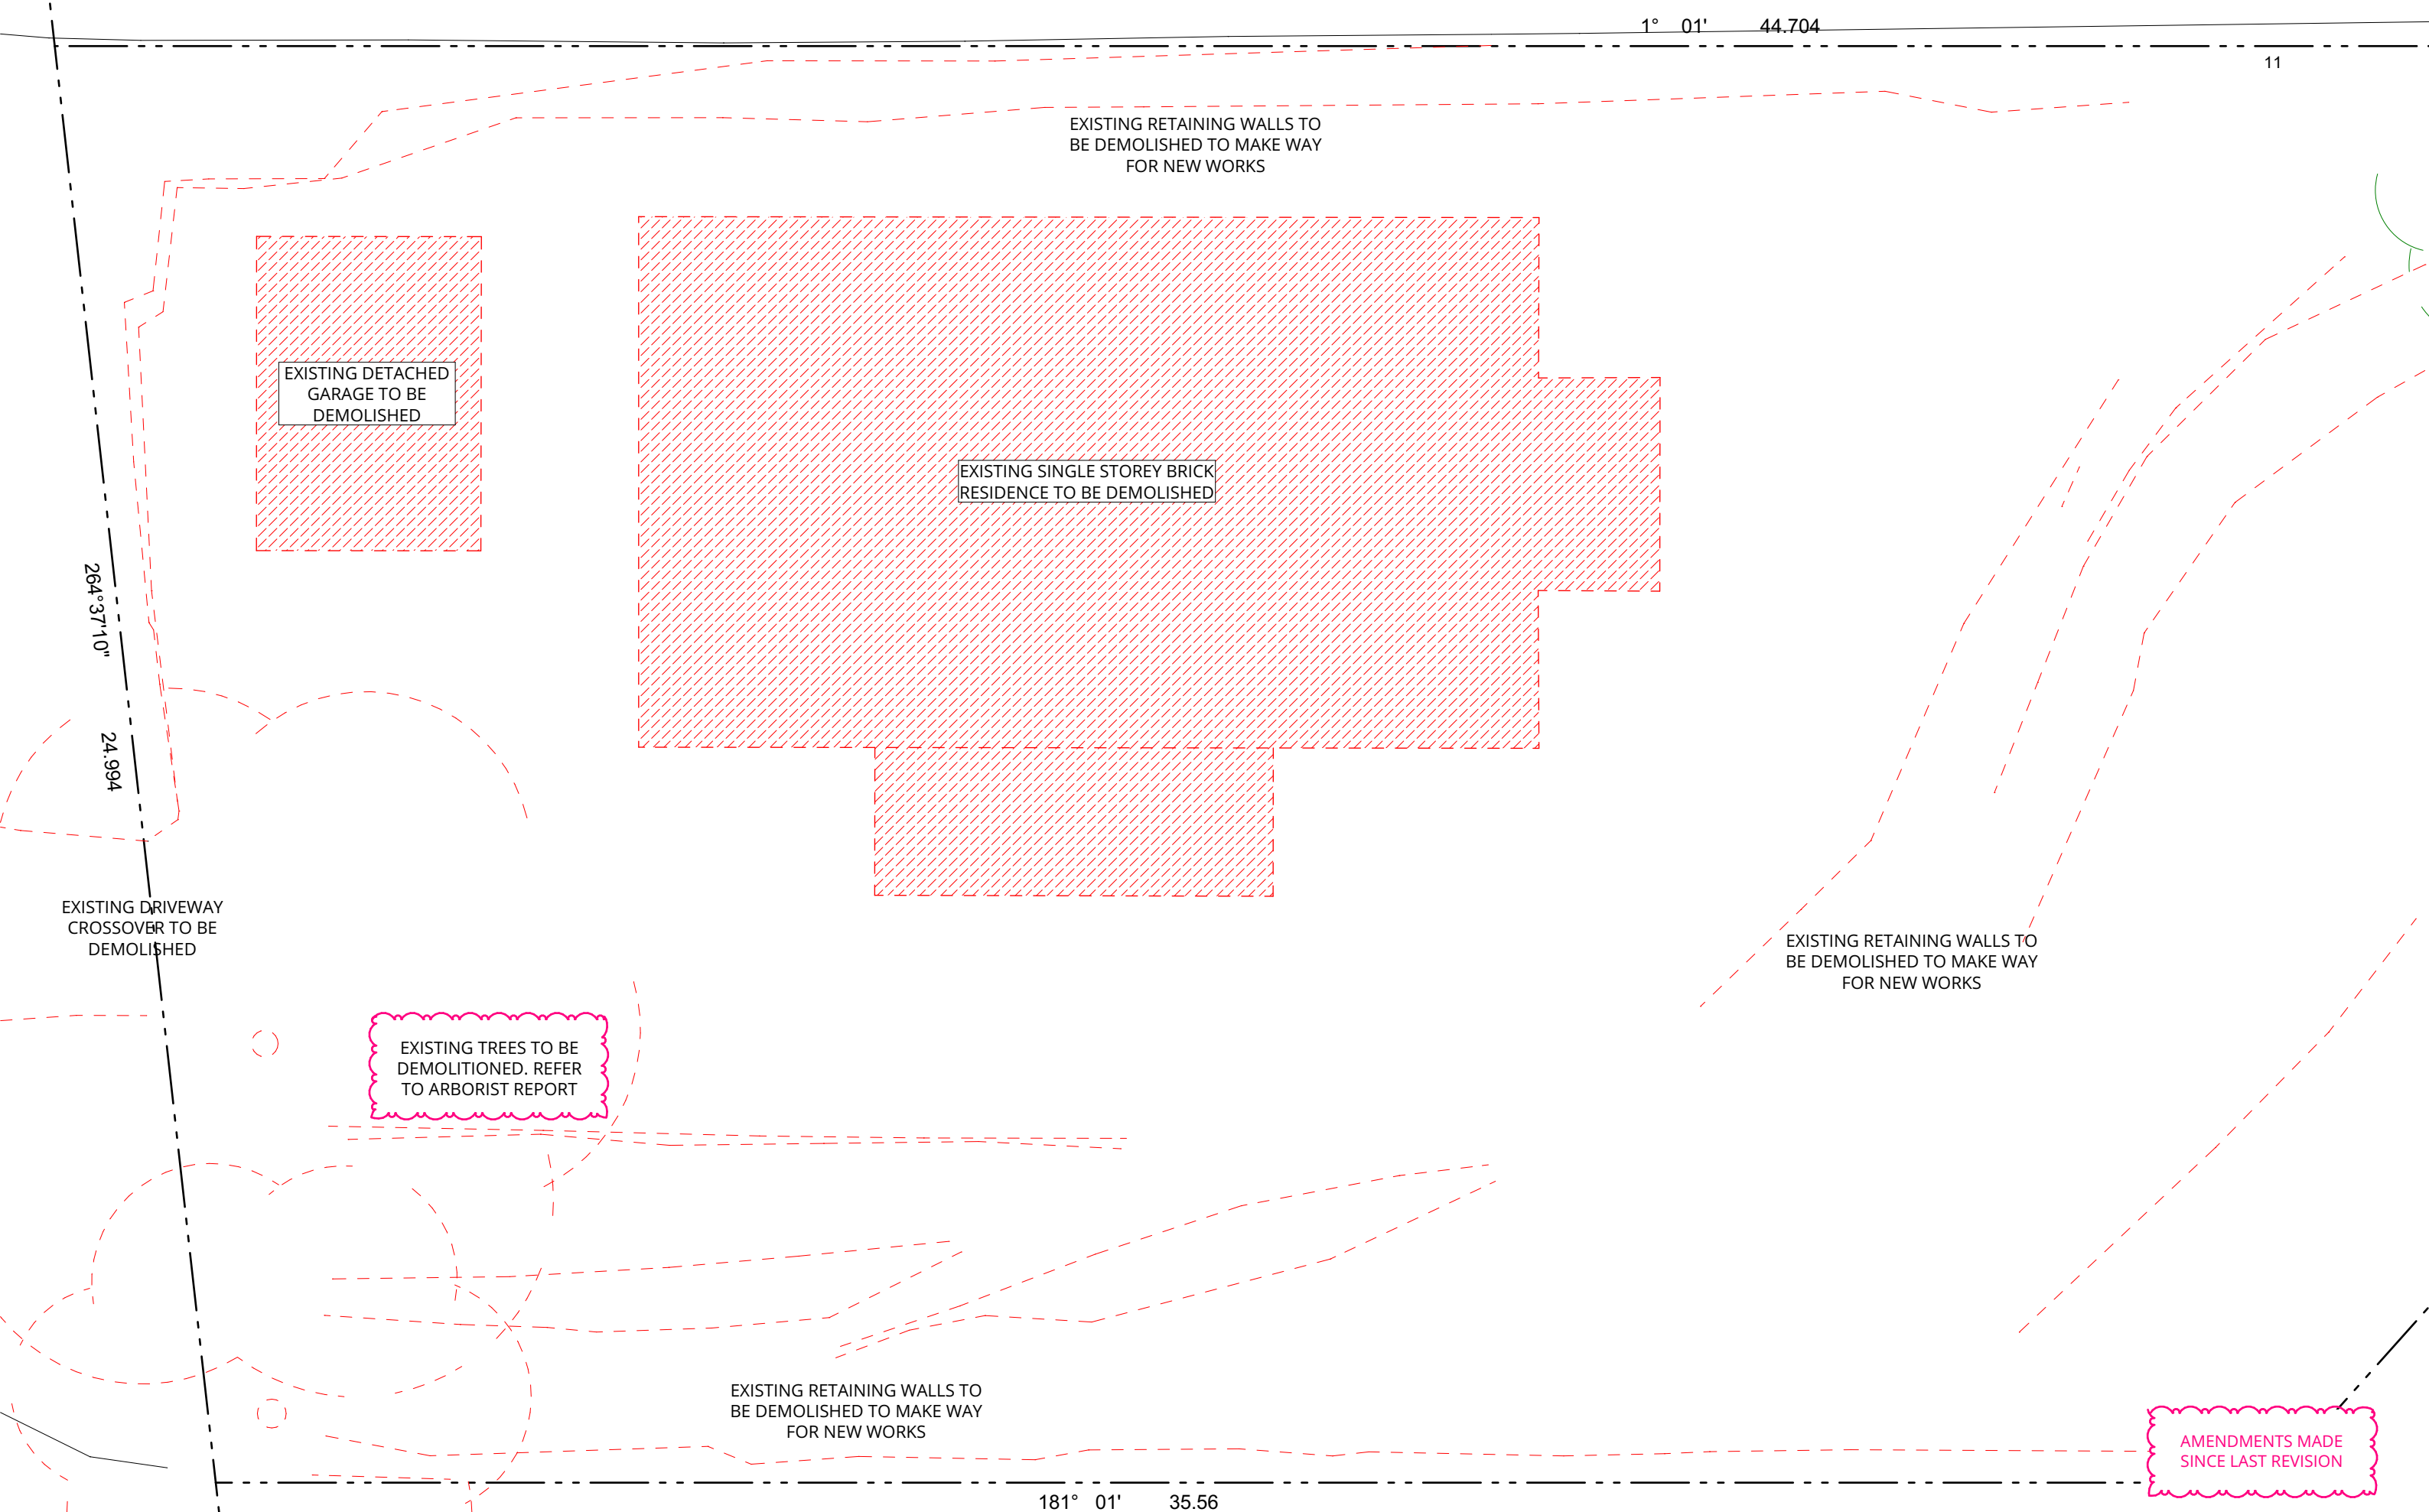 1° 01' 44.704
11
EXISTING RETAINING WALLS TO
BE DEMOLISHED TO MAKE WAY
FOR NEW WORKS
EXISTING DETACHED
GARAGE TO BE
DEMOLISHED
EXISTING SINGLE STOREY BRICK
RESIDENCE TO BE DEMOLISHED
264°37'10"
24.994
EXISTING DRIVEWAY
CROSSOVER TO BE
DEMOLISHED
EXISTING RETAINING WALLS TO
BE DEMOLISHED TO MAKE WAY
FOR NEW WORKS
EXISTING TREES TO BE
DEMOLITIONED. REFER
TO ARBORIST REPORT
EXISTING RETAINING WALLS TO
BE DEMOLISHED TO MAKE WAY
FOR NEW WORKS
AMENDMENTS MADE
SINCE LAST REVISION
181° 01' 35.56